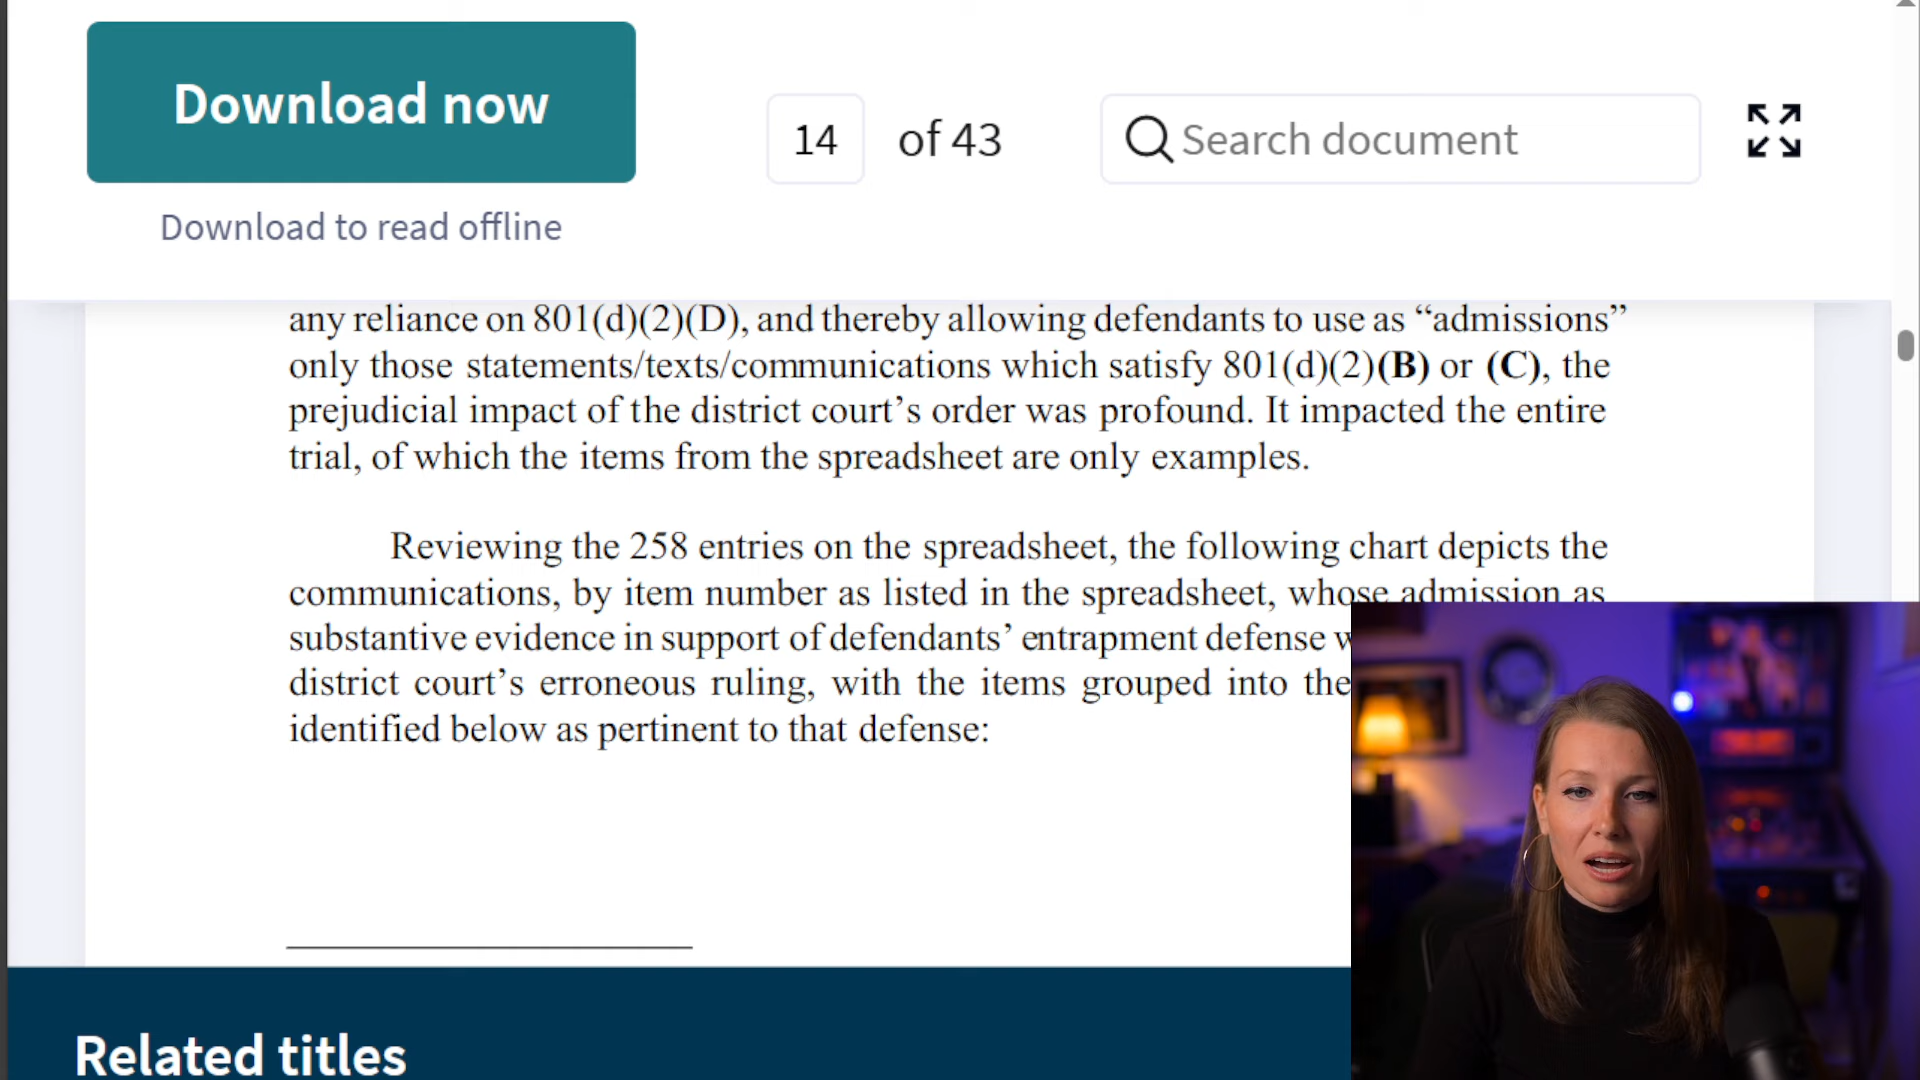 Download now
Download to read offline
14 of 43
Search document
any reliance on 801(d)(2)(D), and thereby allowing defendants to use as “admissions”
only those statements/texts/communications which satisfy 801(d)(2)(B) or (C), the
prejudicial impact of the district court’s order was profound. It impacted the entire
trial, of which the items from the spreadsheet are only examples.
Reviewing the 258 entries on the spreadsheet, the following chart depicts the
communications, by item number as listed in the spreadsheet, whose admission as
substantive evidence in support of defendants’ entrapment defense
district court’s erroneous ruling, with the items grouped into the
identified below as pertinent to that defense:
Related titles